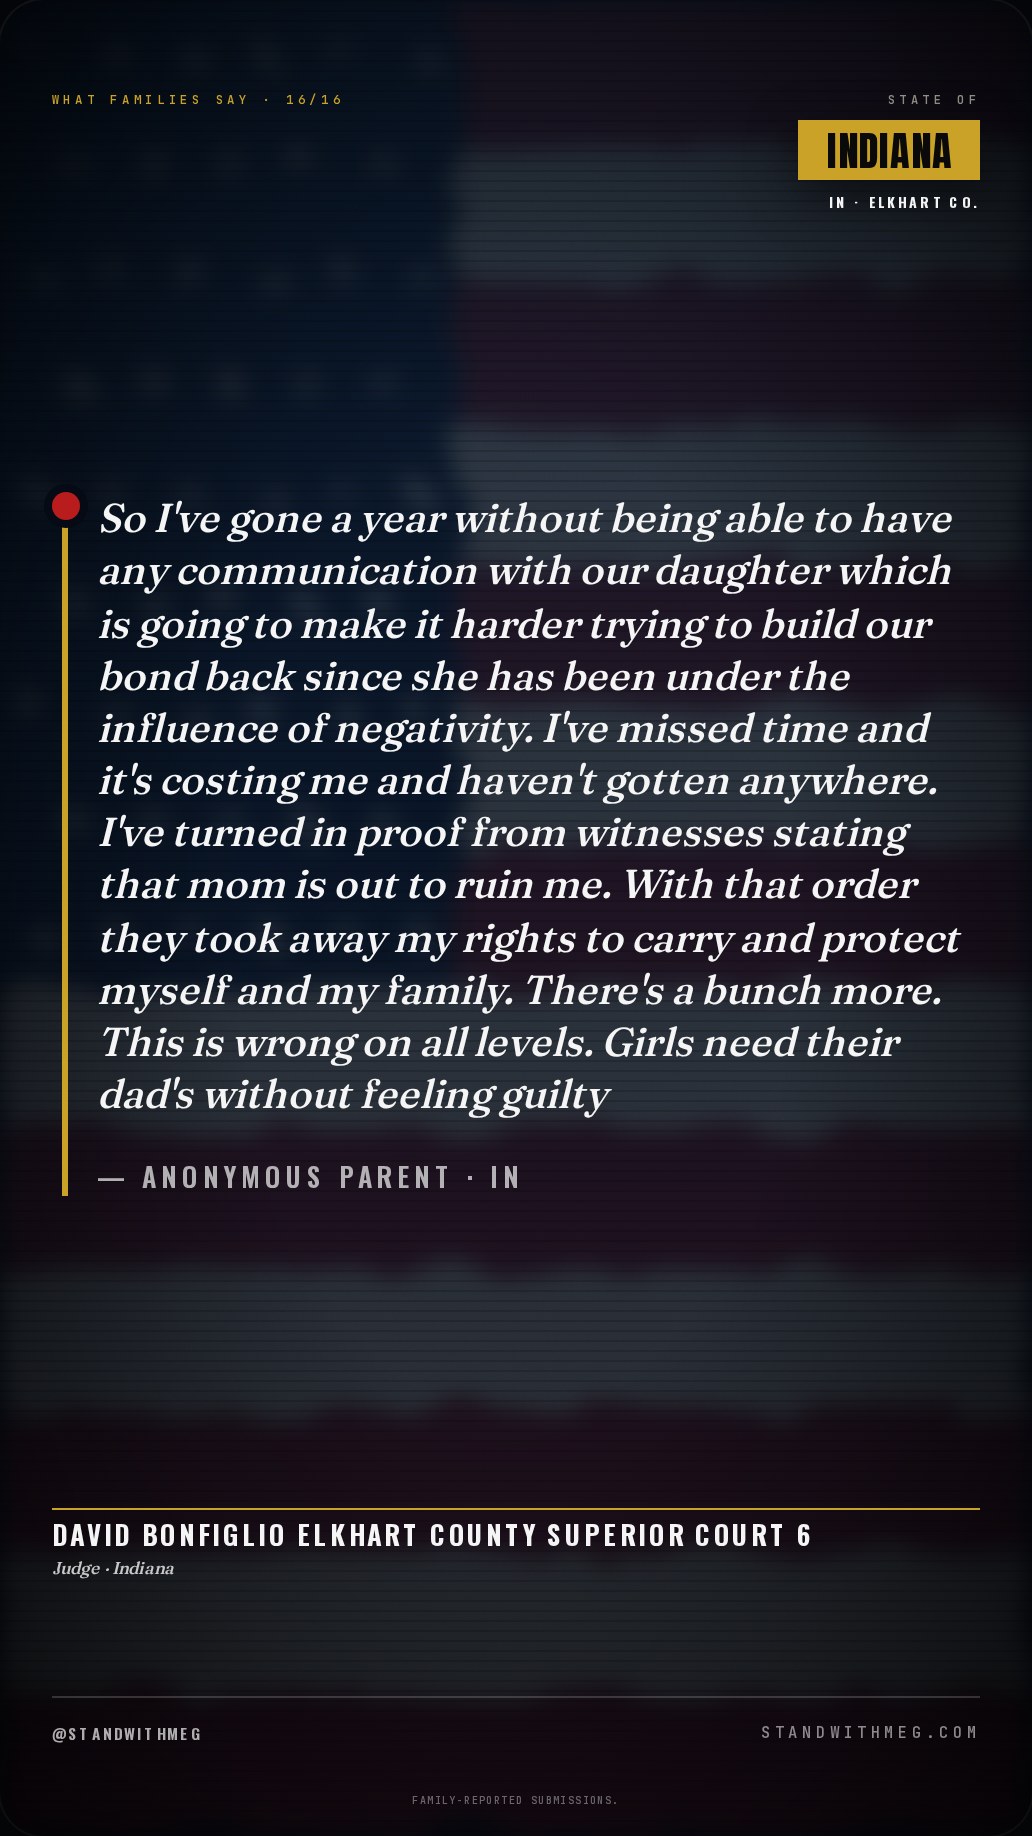 WHAT FAMILIES SAY · 16/16
STATE OF
INDIANA
IN · ELKHART CO.
So I've gone a year without being able to have
any communication with our daughter which
is going to make it harder trying to build our
bond back since she has been under the
influence of negativity. I've missed time and
it's costing me and haven't gotten anywhere.
I've turned in proof from witnesses stating
that mom is out to ruin me. With that order
they took away my rights to carry and protect
myself and my family. There's a bunch more.
This is wrong on all levels. Girls need their
dad's without feeling guilty
— ANONYMOUS PARENT · IN
DAVID BONFIGLIO ELKHART COUNTY SUPERIOR COURT 6
Judge · Indiana
@STANDWITHMEG
STANDWITHMEG.COM
FAMILY-REPORTED SUBMISSIONS.